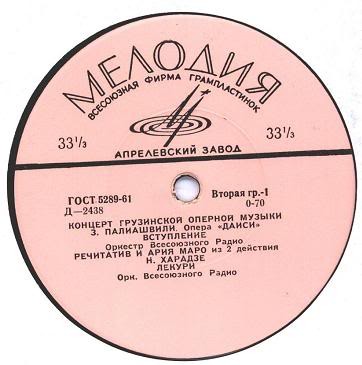 МЕЛОДИЯ
ВСЕСОЮЗНАЯ ФИРМА ГРАМПЛАСТИНОК
33⅓ 33⅓
АПРЕЛЕВСКИЙ ЗАВОД
ГОСТ 5289-61 Вторая гр.-1
Д—2438 0-70
КОНЦЕРТ ГРУЗИНСКОЙ ОПЕРНОЙ МУЗЫКИ
З. ПАЛИАШВИЛИ. Опера «ДАИСИ»
ВСТУПЛЕНИЕ
Оркестр Всесоюзного Радио
РЕЧИТАТИВ И АРИЯ МАРО из 2 действия
Н. ХАРАДЗЕ
ЛЕКУРИ
Орк. Всесоюзного Радио